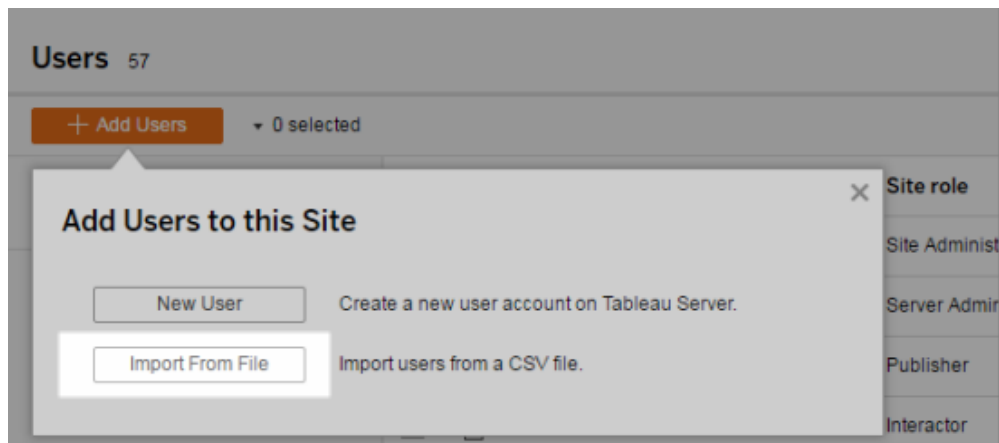 Users 57
+ Add Users 0 selected
Site role
Add Users to this Site
Site Administ
New User Create a new user account on Tableau Server.
Server Admir
Import From File Import users from a CSV file.
Publisher
Interactor